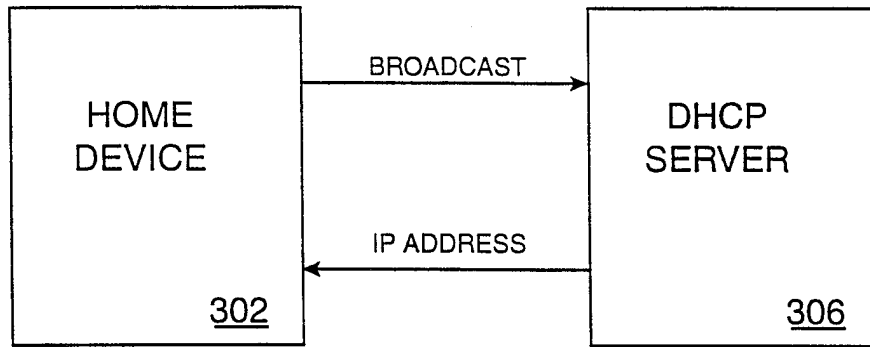 HOME
DEVICE
302
BROADCAST
IP ADDRESS
DHCP
SERVER
306